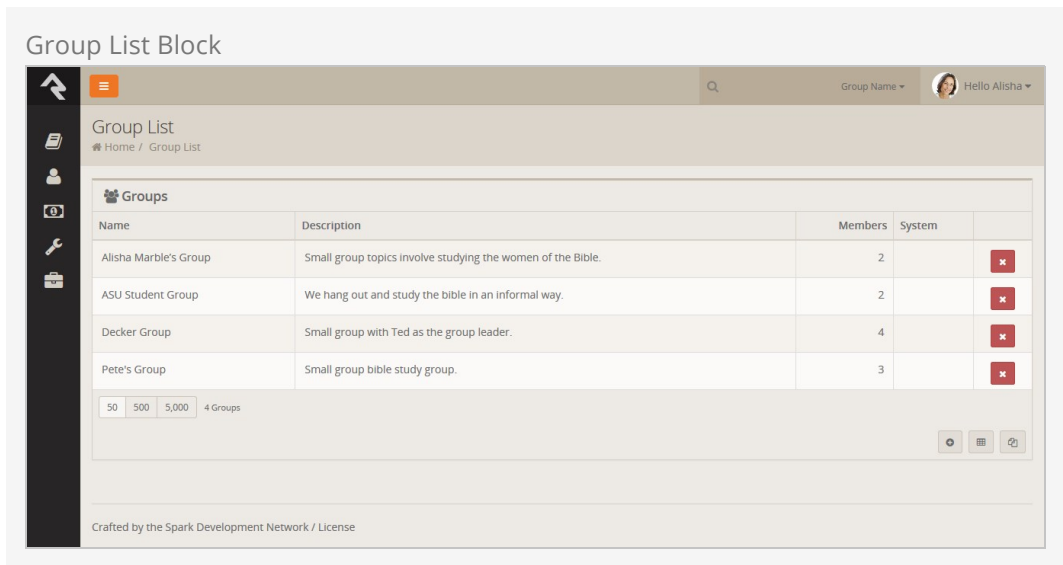 Group List Block
Group Name
Hello Alisha
Group List
Home / Group List
Groups
Name Description Members System
Alisha Marble's Group Small group topics involve studying the women of the Bible. 2
ASU Student Group We hang out and study the bible in an informal way. 2
Decker Group Small group with Ted as the group leader. 4
Pete's Group Small group bible study group. 3
50 500 5,000 4 Groups
Crafted by the Spark Development Network / License